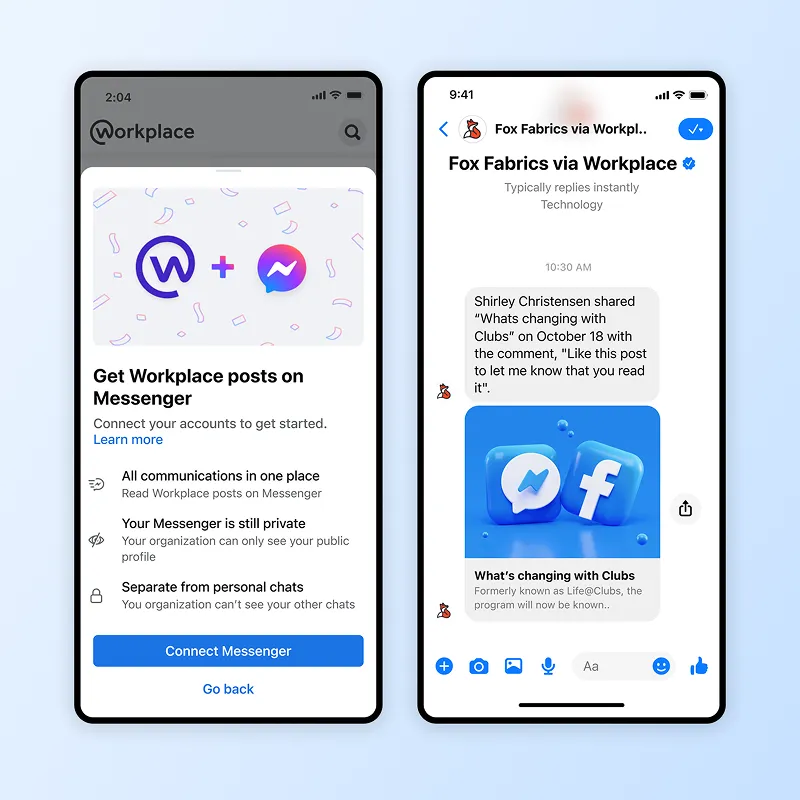 2:04
Workplace
Get Workplace posts on
Messenger
Connect your accounts to get started.
Learn more
All communications in one place
Read Workplace posts on Messenger
Your Messenger is still private
Your organization can only see your public
profile
Separate from personal chats
You organization can't see your other chats
Connect Messenger
Go back
9:41
Fox Fabrics via Workpl..
Fox Fabrics via Workplace
Typically replies instantly
Technology
10:30 AM
Shirley Christensen shared
“Whats changing with
Clubs” on October 18 with
the comment, "Like this post
to let me know that you read
it".
What's changing with Clubs
Formerly known as Life@Clubs, the
program will now be known..
Aa